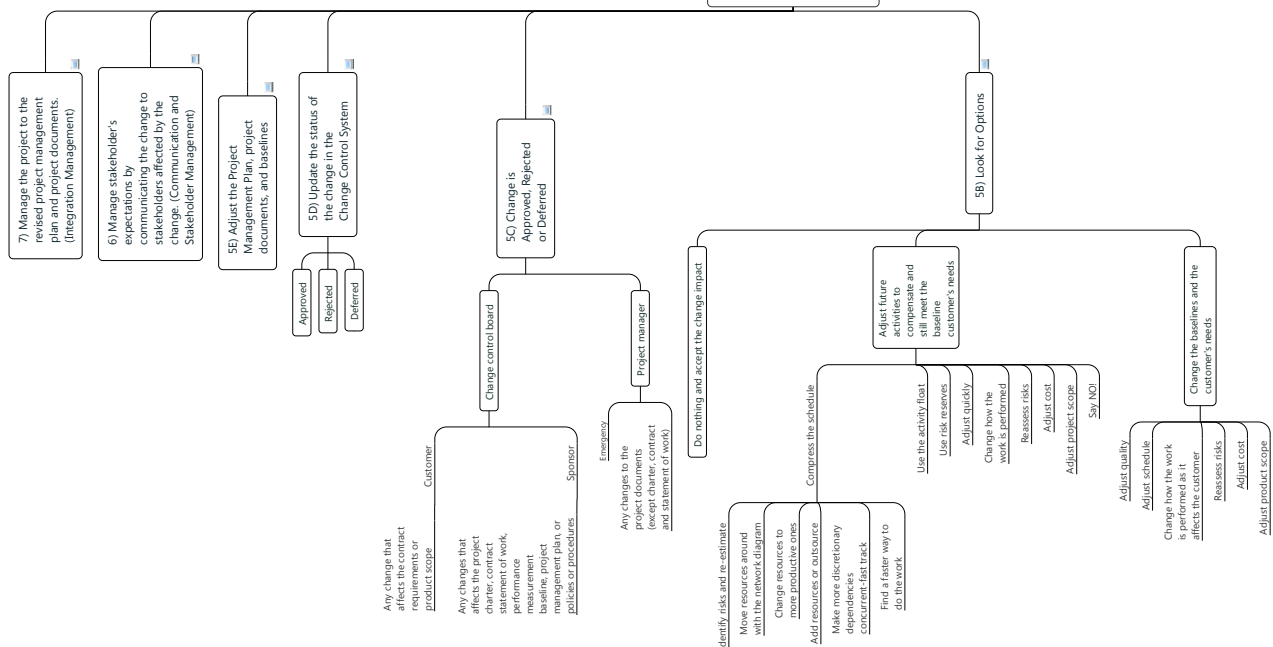 7) Manage the project to the
revised project management
plan and project documents.
(Integration Management)
6) Manage stakeholder's
expectations by
communicating the change to
stakeholders affected by the
change. (Communication and
Stakeholder Management)
5E) Adjust the Project
Management Plan, project
documents, and baselines
5D) Update the status of
the change in the
Change Control System
Approved
Rejected
Deferred
5C) Change is
Approved, Rejected
or Deferred
Change control board
Customer
Any change that
affects the contract
requirements or
product scope
Sponsor
Any changes that
affects the project
charter, contract
statement of work,
performance
measurement
baseline, project
management plan, or
policies or procedures
Project manager
Emergency
Any changes to the
project documents
(except charter, contract
and statement of work)
5B) Look for Options
Do nothing and accept the change impact
Adjust future
activities to
compensate and
still meet the
baseline
customer's needs
Compress the schedule
dentify risks and re-estimate
Move resources around
with the network diagram
Change resources to
more productive ones
Add resources or outsource
Make more discretionary
dependencies
concurrent-fast track
Find a faster way to
do the work
Use the activity float
Use risk reserves
Adjust quickly
Change how the
work is performed
Reassess risks
Adjust cost
Adjust project scope
Say NO!
Change the baselines and the
customer's needs
Adjust quality
Adjust schedule
Change how the work
is performed as it
affects the customer
Reassess risks
Adjust cost
Adjust product scope